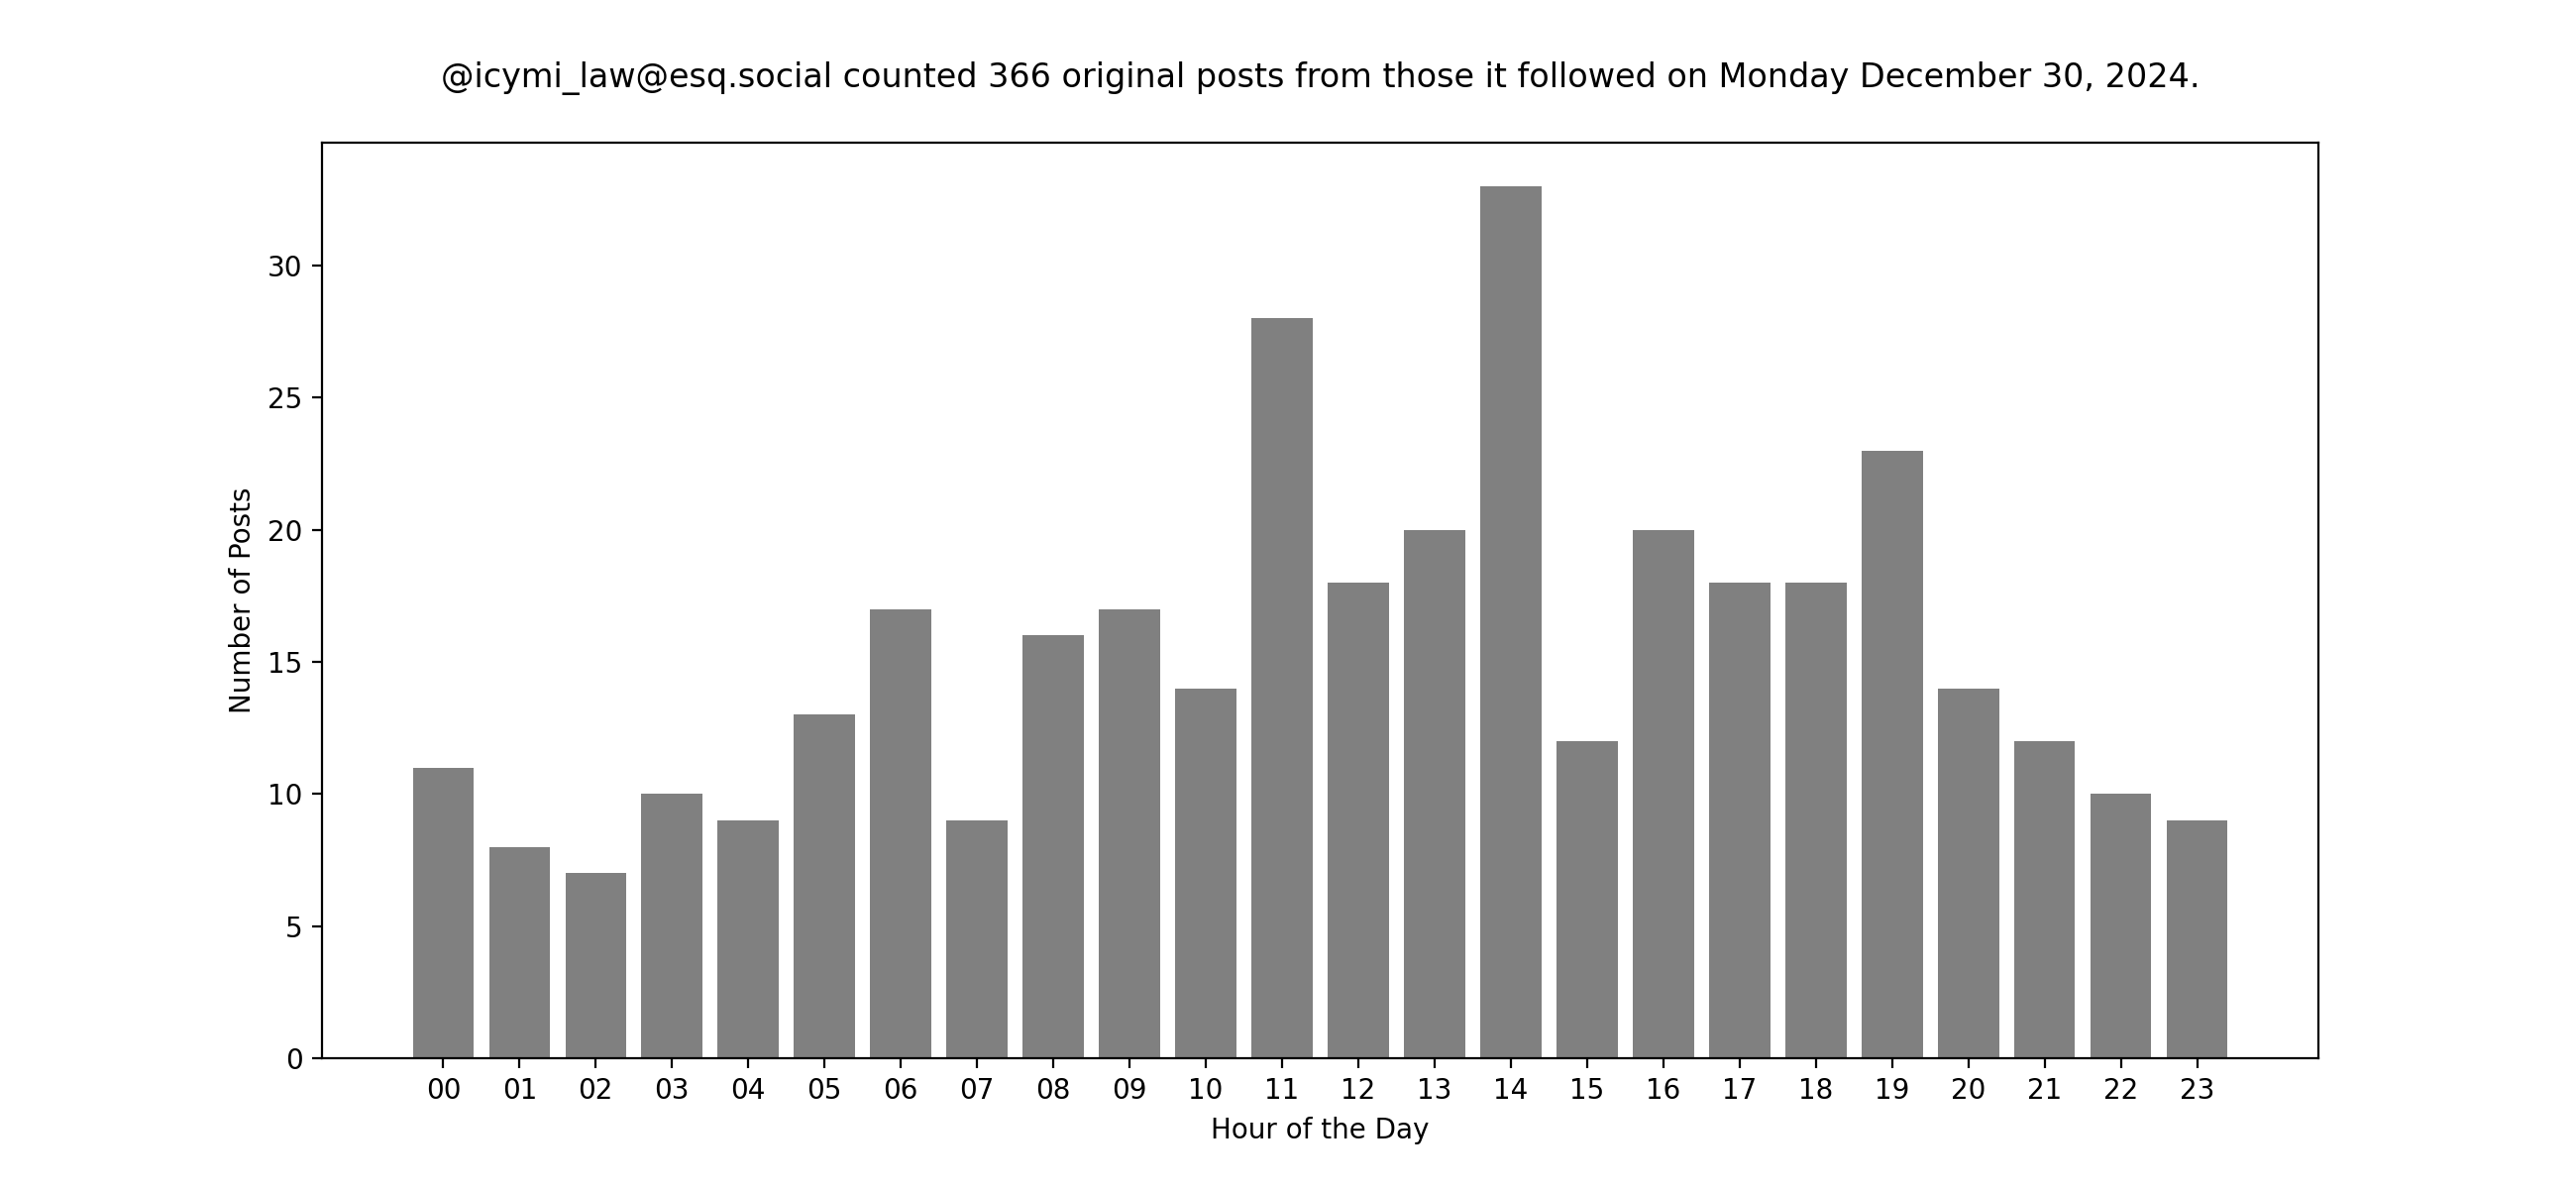 @icymi_law@esq.social counted 366 original posts from those it followed on Monday December 30, 2024.
30
25
20
15
10
5
0
Number of Posts
00 01 02 03 04 05 06 07 08 09 10 11 12 13 14 15 16 17 18 19 20 21 22 23
Hour of the Day